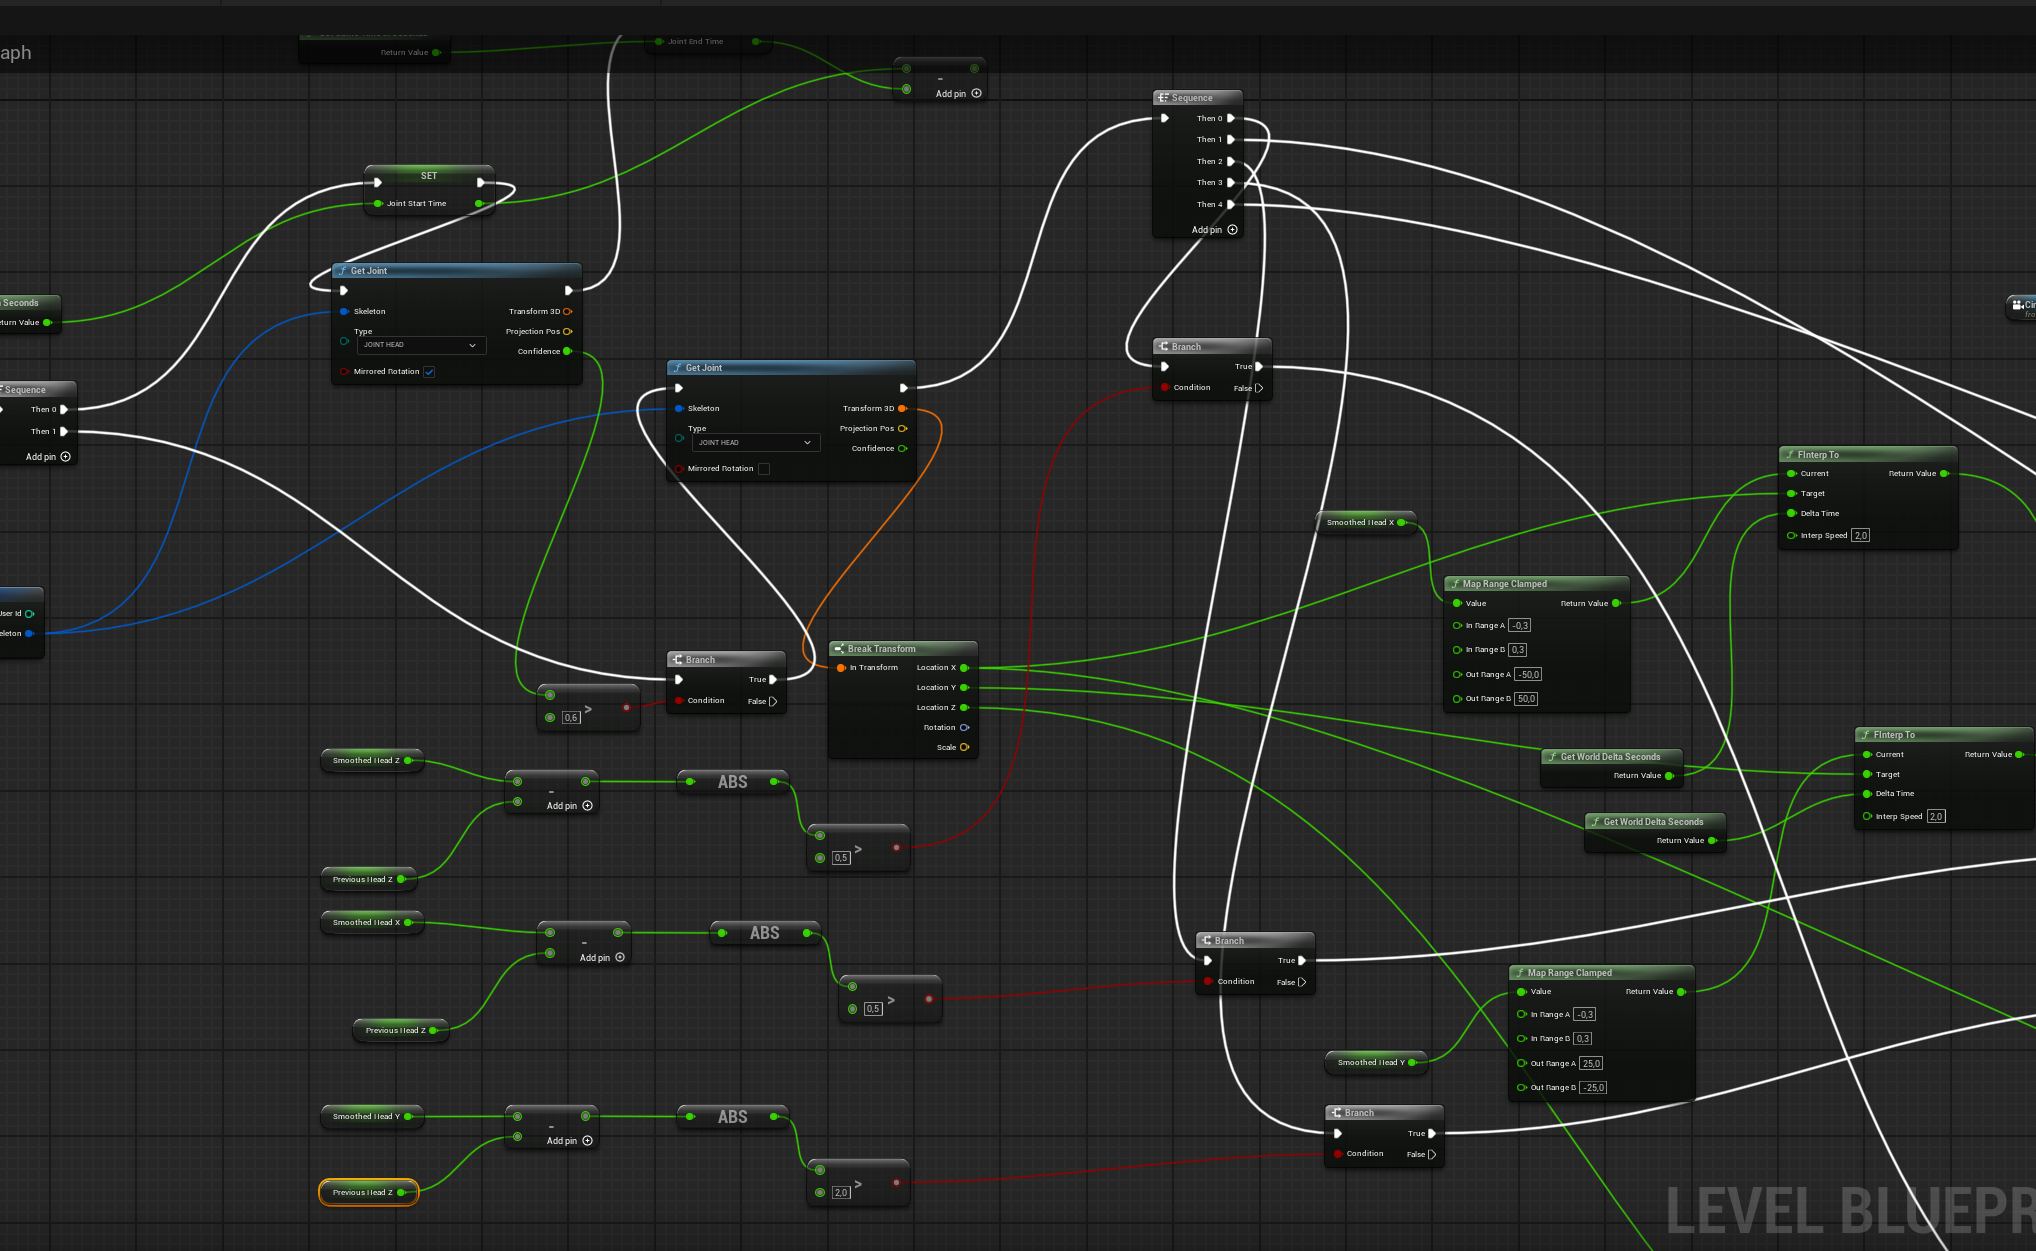 aph
Return Value
Joint End Time
-
Add pin
Sequence
Then 0
Then 1
Then 2
Then 3
Then 4
Add pin
SET
Joint Start Time
Get Joint
Skeleton
Transform 3D
Type
Projection Pos
JOINT HEAD
Confidence
Mirrored Rotation
Seconds
eturn Value
Sequence
Then 0
Then 1
Add pin
Get Joint
Skeleton
Transform 3D
Type
Projection Pos
JOINT HEAD
Confidence
Mirrored Rotation
Branch
True
Condition
False
Cin
fro
FInterp To
Current
Return Value
Target
Delta Time
Interp Speed 2,0
Smoothed Head X
Map Range Clamped
Value
Return Value
In Range A -0,3
In Range B 0,3
Out Range A -50,0
Out Range B 50,0
User Id
eleton
Branch
True
Condition
False
0,6 >
Break Transform
In Transform
Location X
Location Y
Location Z
Rotation
Scale
Get World Delta Seconds
Return Value
FInterp To
Current
Return Value
Target
Delta Time
Interp Speed 2,0
Get World Delta Seconds
Return Value
Smoothed Head Z
-
Add pin
ABS
0,5 >
Previous Head Z
Smoothed Head X
-
Add pin
ABS
0,5 >
Previous Head Z
Branch
True
Condition
False
Map Range Clamped
Value
Return Value
In Range A -0,3
In Range B 0,3
Out Range A 25,0
Out Range B -25,0
Smoothed Head Y
Smoothed Head Y
-
Add pin
ABS
2,0 >
Previous Head Z
Branch
True
Condition
False
LEVEL BLUEPR